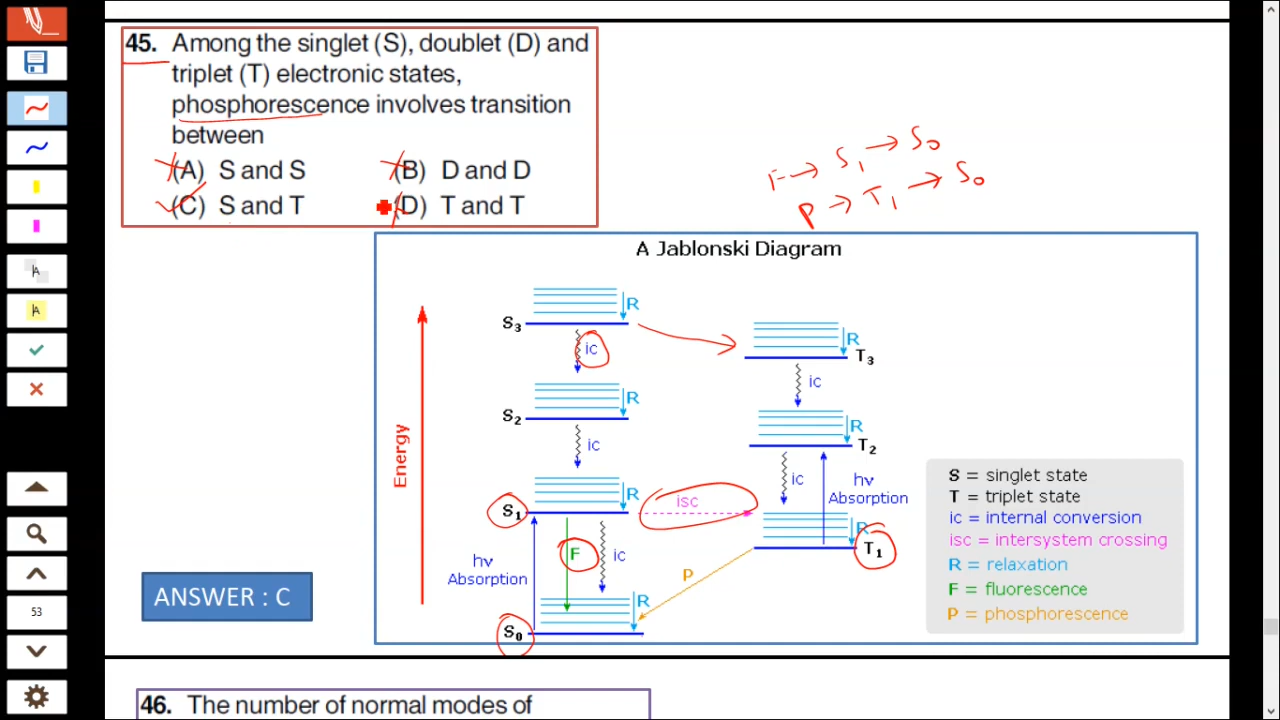 45. Among the singlet (S), doublet (D) and
triplet (T) electronic states,
phosphorescence involves transition
between
(A) S and S (B) D and D
(C) S and T (D) T and T
F → S1 → S0
P → T1 → S0
A Jablonski Diagram
S3 R
ic
T3 R
ic
S2 R
ic
T2 R
ic
hν
Absorption
S1 R
isc
T1 R
F
ic
hν
Absorption
P
S0 R
Energy
S = singlet state
T = triplet state
ic = internal conversion
isc = intersystem crossing
R = relaxation
F = fluorescence
P = phosphorescence
ANSWER : C
53
46. The number of normal modes of